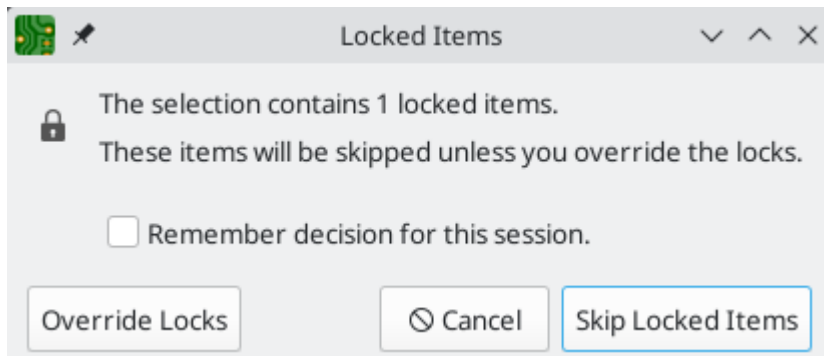 Locked Items
The selection contains 1 locked items.
These items will be skipped unless you override the locks.
Remember decision for this session.
Override Locks
Cancel
Skip Locked Items